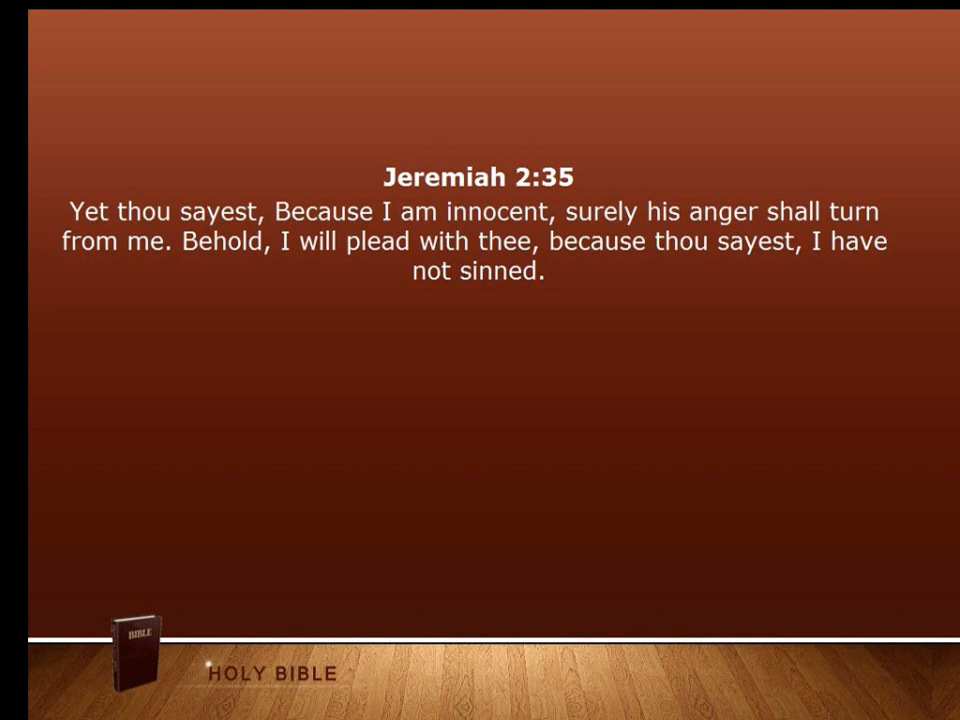 Jeremiah 2:35
Yet thou sayest, Because I am innocent, surely his anger shall turn
from me. Behold, I will plead with thee, because thou sayest, I have
not sinned.
BIBLE
HOLY BIBLE